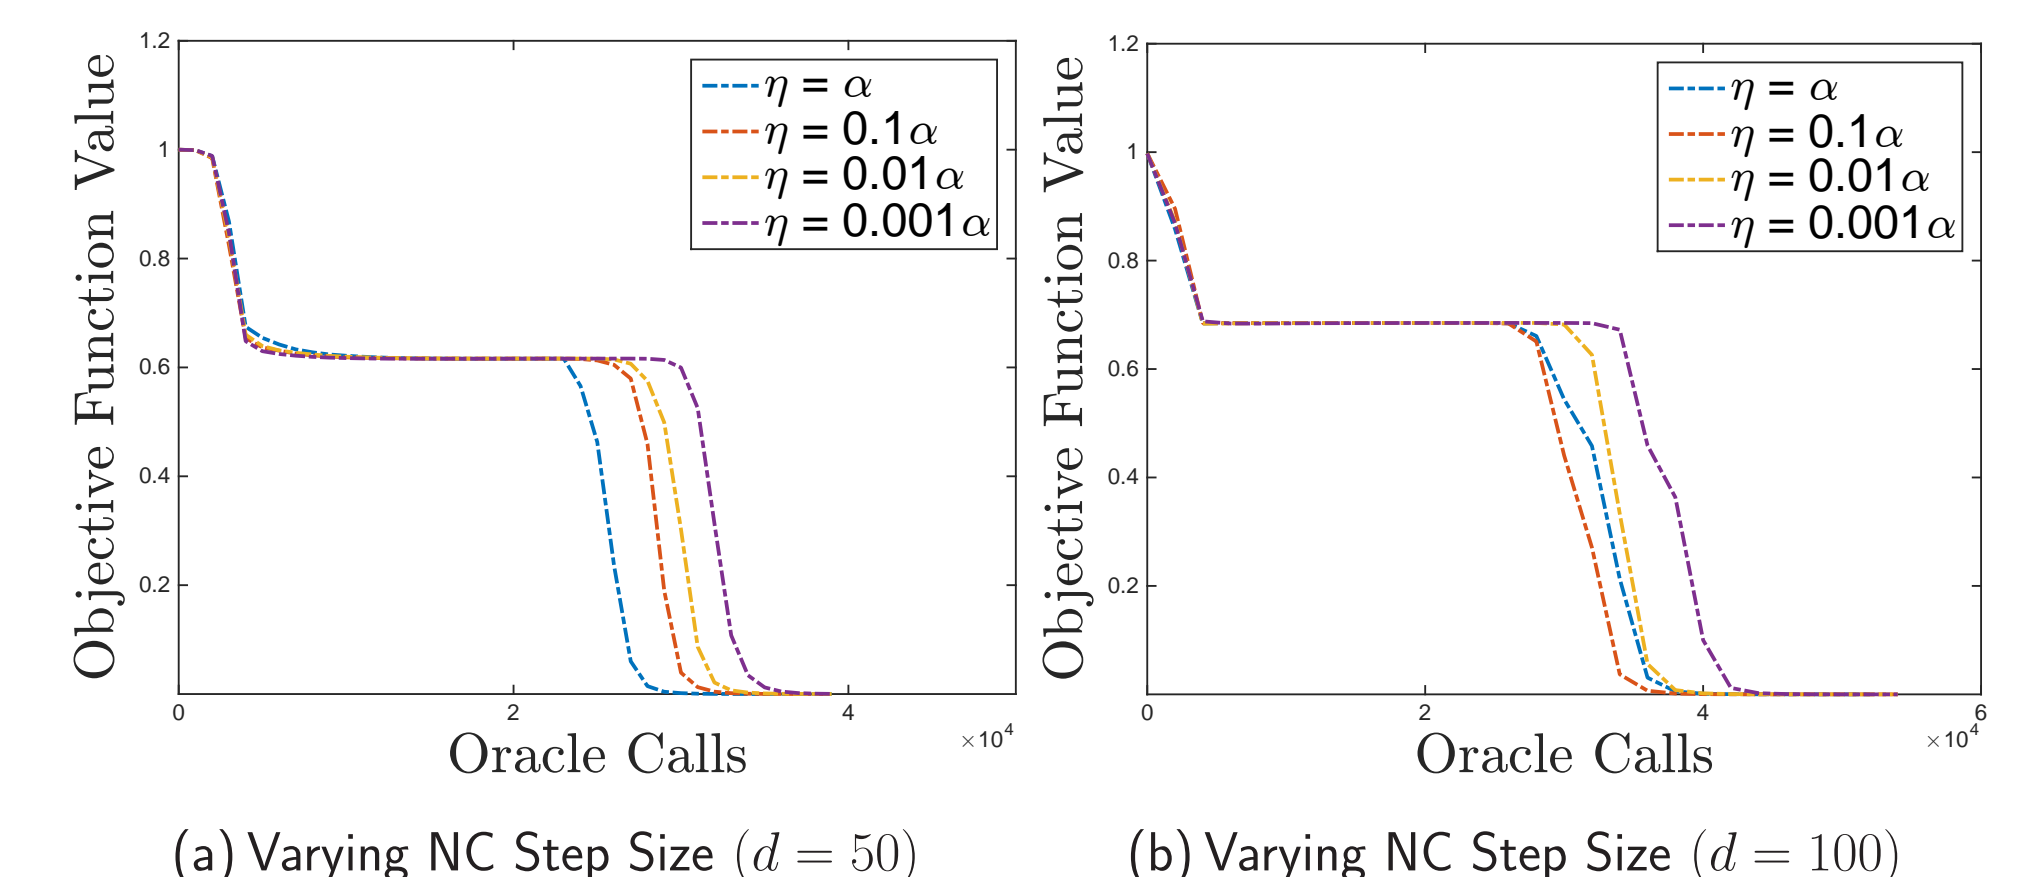 Objective Function Value
1.2
1
0.8
0.6
0.4
0.2
0
2
4
×10⁴
Oracle Calls
η = α
η = 0.1α
η = 0.01α
η = 0.001α
(a) Varying NC Step Size (d = 50)
Objective Function Value
1.2
1
0.8
0.6
0.4
0.2
0
2
4
6
×10⁴
Oracle Calls
η = α
η = 0.1α
η = 0.01α
η = 0.001α
(b) Varying NC Step Size (d = 100)